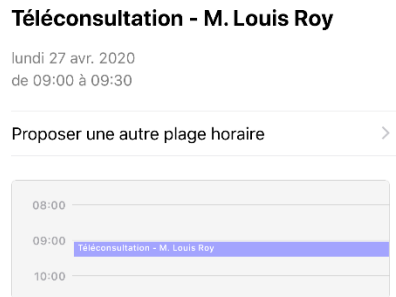 Téléconsultation - M. Louis Roy
lundi 27 avr. 2020
de 09:00 à 09:30
Proposer une autre plage horaire
08:00
09:00
Téléconsultation - M. Louis Roy
10:00